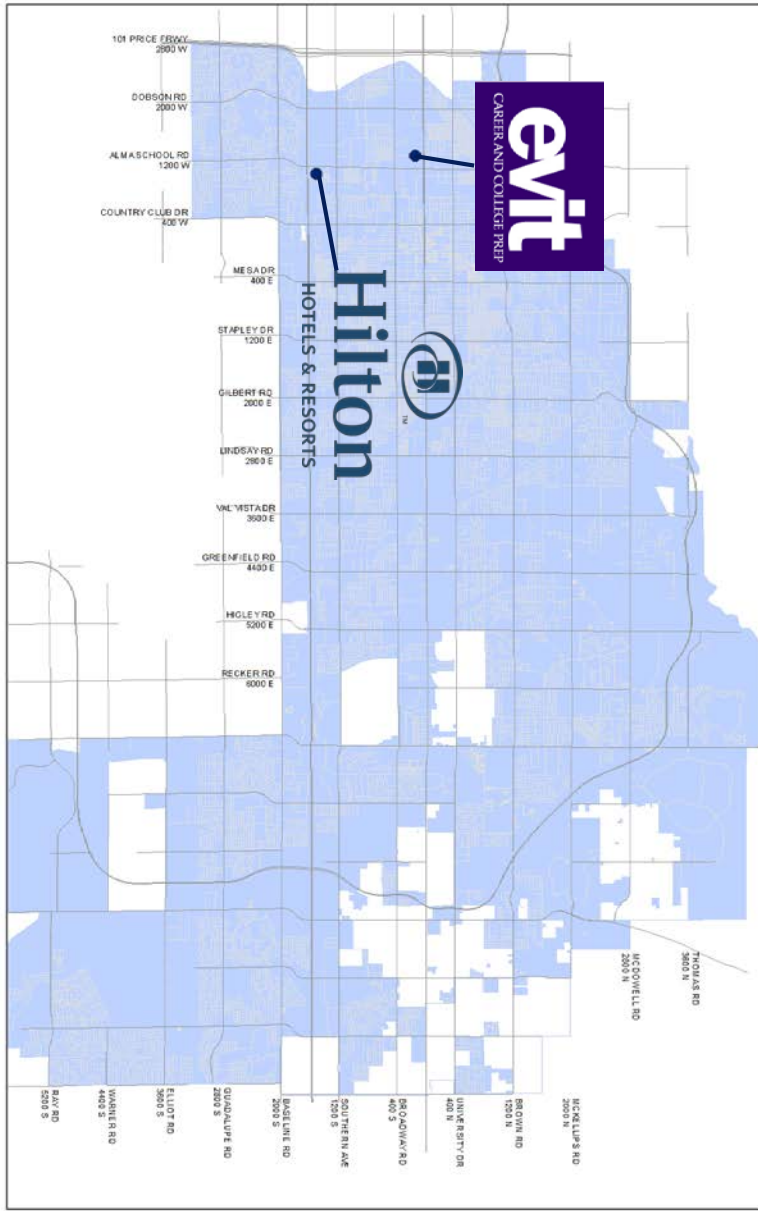 101 PRICE FRWY
2800 W
DOBSON RD
2000 W
ALMA SCHOOL RD
1200 W
COUNTRY CLUB DR
400 W
MESA DR
400 E
STAPLEY DR
1200 E
GILBERT RD
2000 E
LINDSAY RD
2800 E
VAL VISTA DR
3600 E
GREENFIELD RD
4400 E
HIGLEY RD
5200 E
RECKER RD
6000 E
evit
CAREER AND COLLEGE PREP
Hilton
HOTELS & RESORTS
H
™
THOMAS RD
3600 N
MCDOWELL RD
2600 N
MCKELLIPS RD
2000 N
BROWN RD
1200 N
UNIVERSITY DR
400 N
BROADWAY RD
400 S
SOUTHERN AVE
1200 S
BASELINE RD
2000 S
GUADALUPE RD
2800 S
ELLIOT RD
3600 S
WARNER RD
4400 S
RAY RD
5200 S